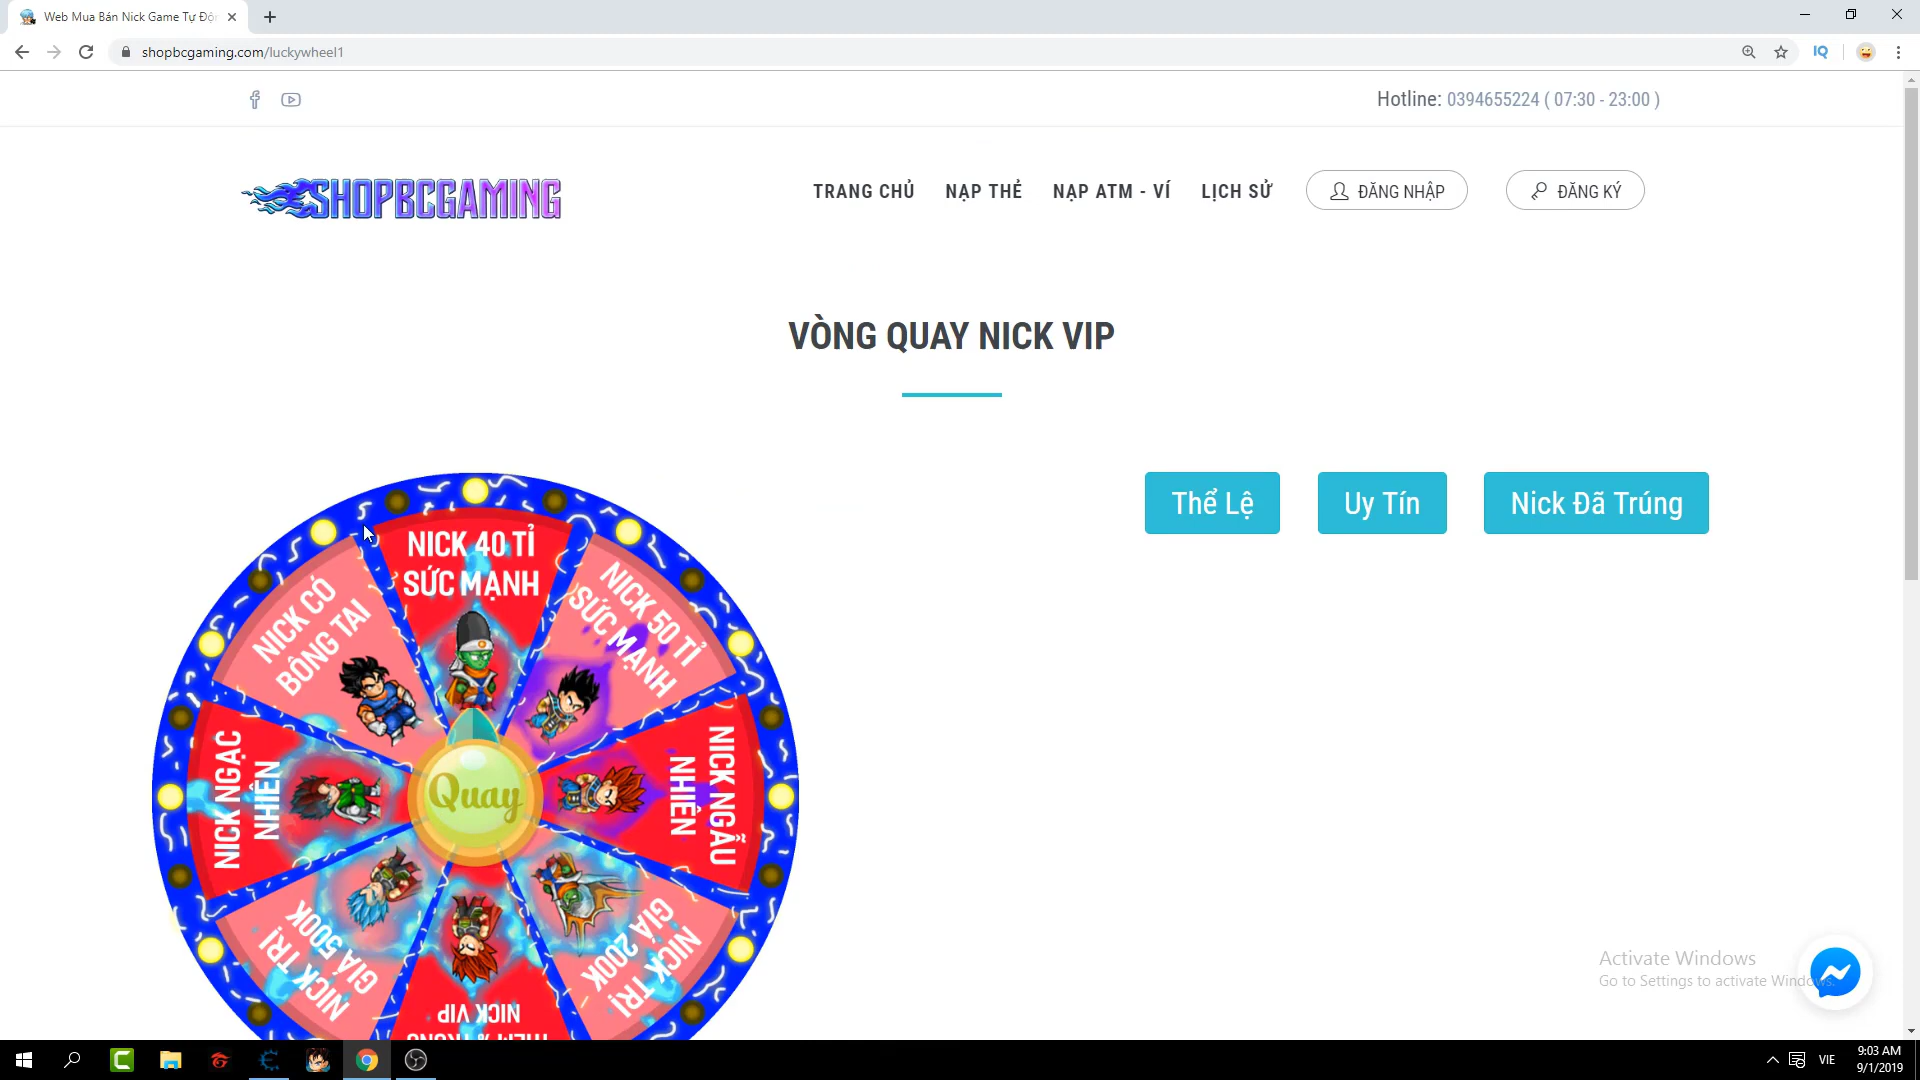 Web Mua Bán Nick Game Tự Độn
shopbcgaming.com/luckywheel1
IQ
Hotline: 0394655224 ( 07:30 - 23:00 )
SHOPBCGAMING
TRANG CHỦ
NẠP THẺ
NẠP ATM - VÍ
LỊCH SỬ
ĐĂNG NHẬP
ĐĂNG KÝ
VÒNG QUAY NICK VIP
Thể Lệ
Uy Tín
Nick Đã Trúng
NICK 40 TỈ
SỨC MẠNH
NICK 50 TỈ
SỨC MẠNH
NICK NGẪU
NHIÊN
NICK TRỊ
GIÁ 200K
NICK VIP
NICK TRỊ
GIÁ 500K
NICK NGẠC
NHIÊN
NICK CÓ
BÔNG TAI
Quay
Activate Windows
Go to Settings to activate Windows.
VIE
9:03 AM
9/1/2019